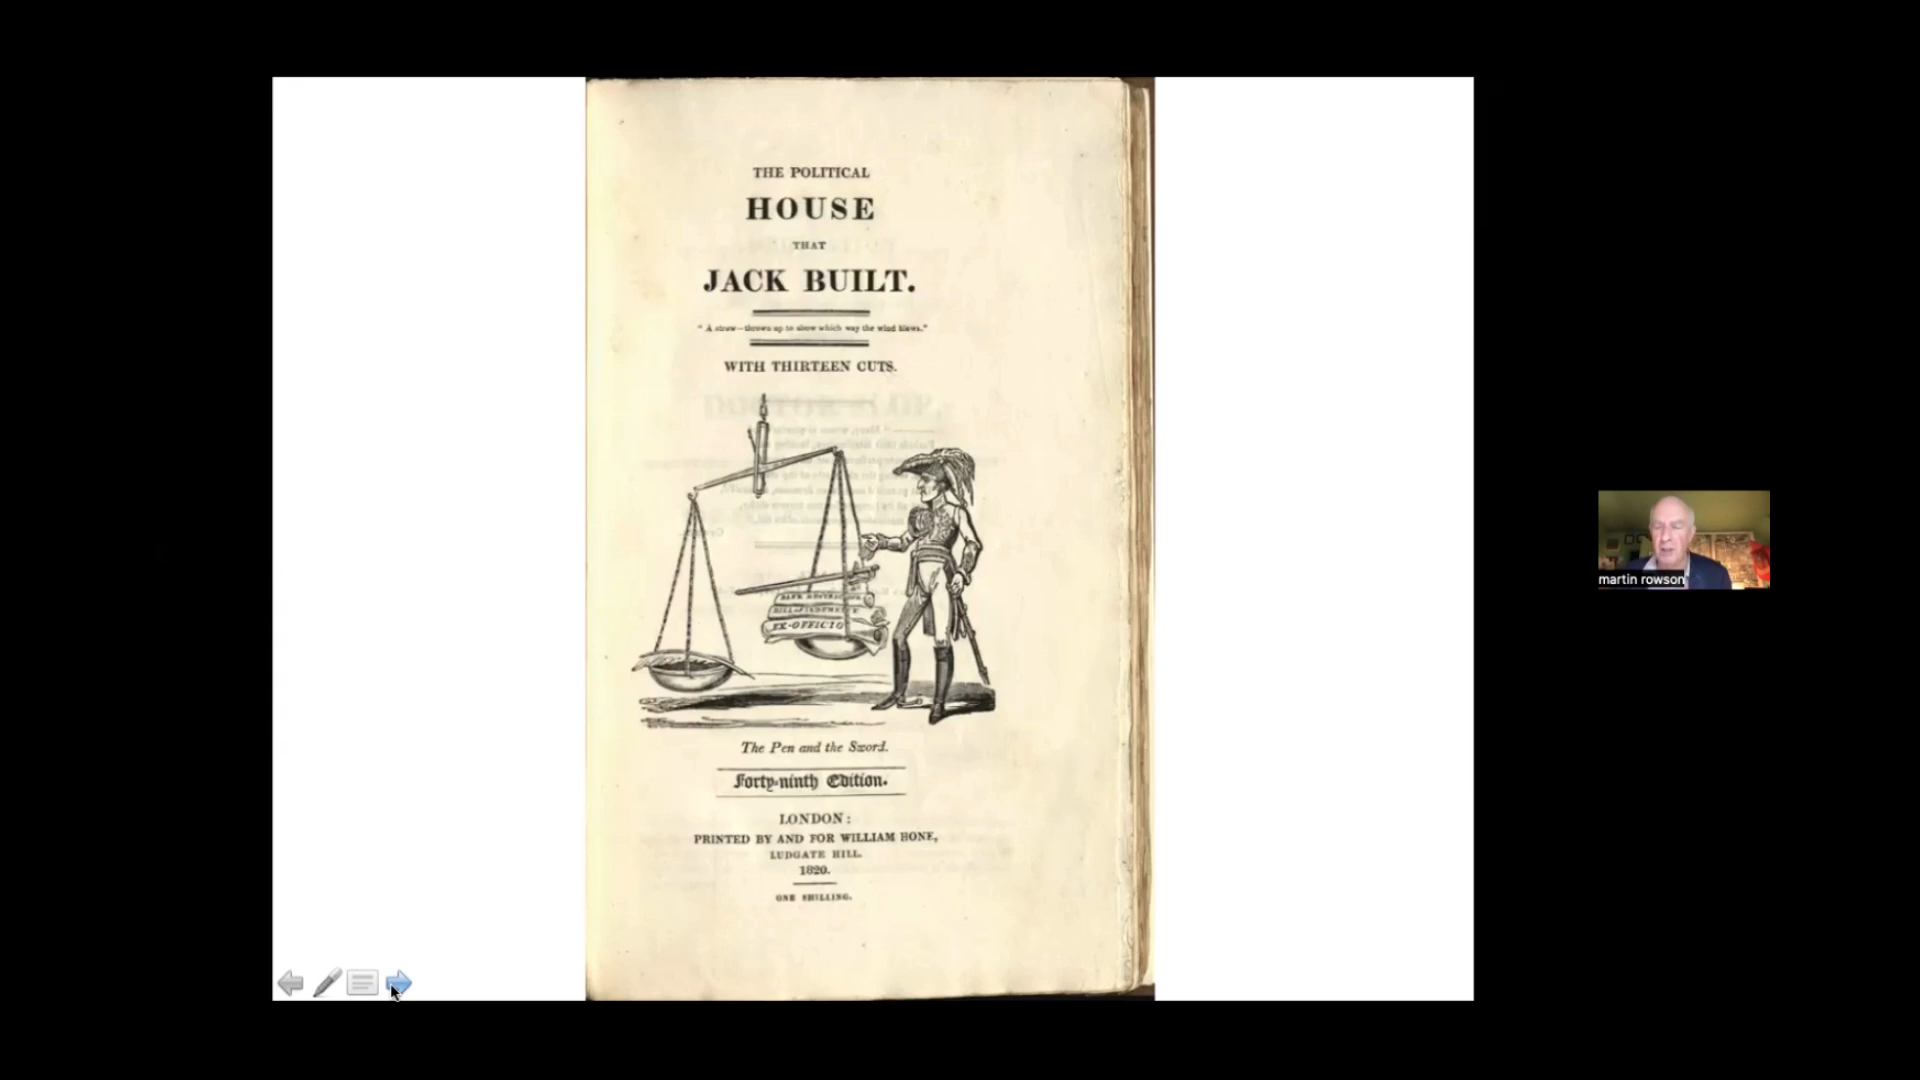 THE POLITICAL
HOUSE
THAT
JACK BUILT.
" A straw—thrown up to show which way the wind blows."
WITH THIRTEEN CUTS.
BILL OF INDEMNITY
EX-OFFICIO
The Pen and the Sword.
Forty-ninth Edition.
LONDON:
PRINTED BY AND FOR WILLIAM HONE,
LUDGATE HILL.
1820.
ONE SHILLING.
martin rowson